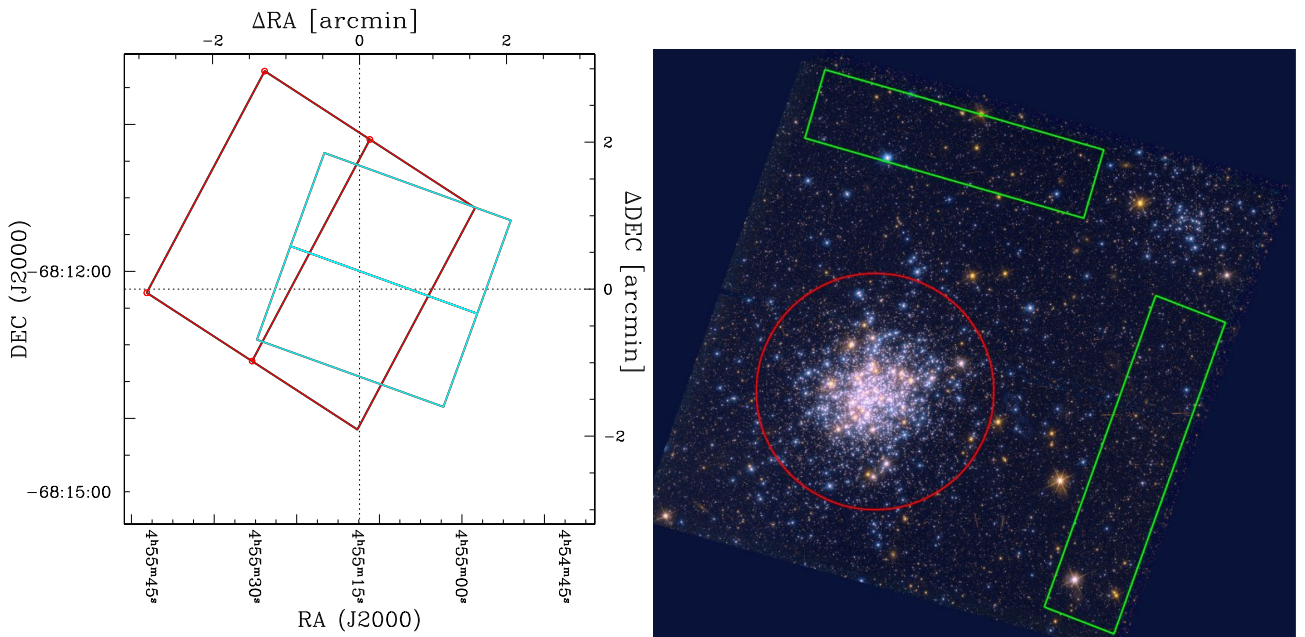 ΔRA [arcmin]
−2 0 2
DEC (J2000)
−68:12:00
−68:15:00
2
0
−2
ΔDEC [arcmin]
4ʰ55ᵐ45ˢ 4ʰ55ᵐ30ˢ 4ʰ55ᵐ15ˢ 4ʰ55ᵐ00ˢ 4ʰ54ᵐ45ˢ
RA (J2000)